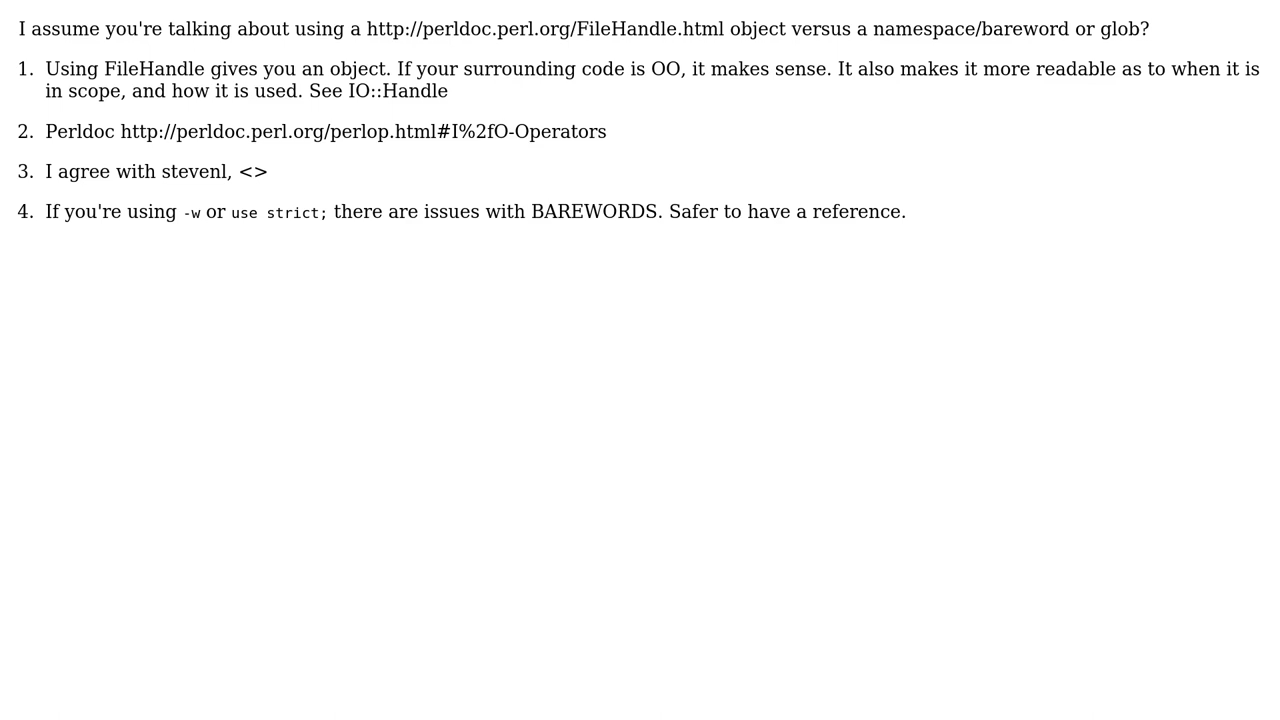 I assume you're talking about using a http://perldoc.perl.org/FileHandle.html object versus a namespace/bareword or glob?
1. Using FileHandle gives you an object. If your surrounding code is OO, it makes sense. It also makes it more readable as to when it is
in scope, and how it is used. See IO::Handle
2. Perldoc http://perldoc.perl.org/perlop.html#I%2fO-Operators
3. I agree with stevenl, <>
4. If you're using -w or use strict; there are issues with BAREWORDS. Safer to have a reference.